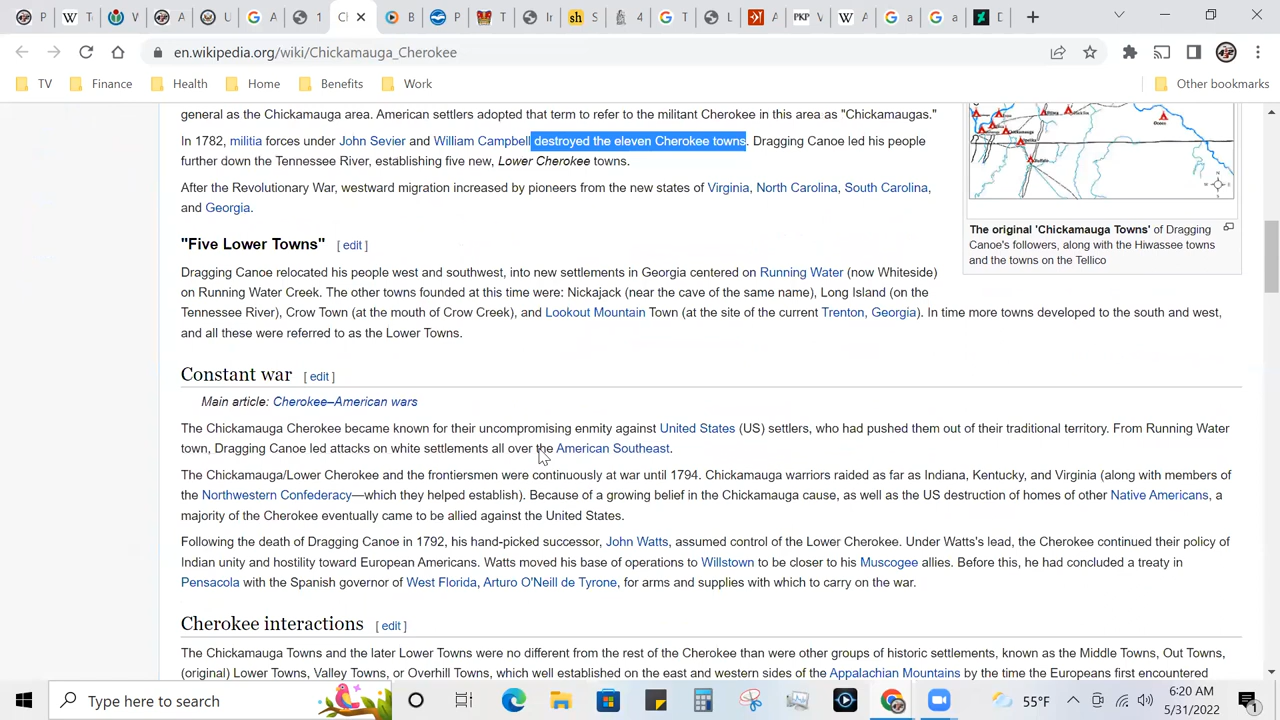 P
T
W
A
U
A
1
C
B
P
T
In
S
4
T
L
A
V
A
a
a
D
en.wikipedia.org/wiki/Chickamauga_Cherokee
TV Finance Health Home Benefits Work Other bookmarks
general as the Chickamauga area. American settlers adopted that term to refer to the militant Cherokee in this area as "Chickamaugas."
In 1782, militia forces under John Sevier and William Campbell destroyed the eleven Cherokee towns. Dragging Canoe led his people
further down the Tennessee River, establishing five new, Lower Cherokee towns.
After the Revolutionary War, westward migration increased by pioneers from the new states of Virginia, North Carolina, South Carolina,
and Georgia.
The original 'Chickamauga Towns' of Dragging
Canoe's followers, along with the Hiwassee towns
and the towns on the Tellico
"Five Lower Towns" [ edit ]
Dragging Canoe relocated his people west and southwest, into new settlements in Georgia centered on Running Water (now Whiteside)
on Running Water Creek. The other towns founded at this time were: Nickajack (near the cave of the same name), Long Island (on the
Tennessee River), Crow Town (at the mouth of Crow Creek), and Lookout Mountain Town (at the site of the current Trenton, Georgia). In time more towns developed to the south and west,
and all these were referred to as the Lower Towns.
Constant war [ edit ]
Main article: Cherokee–American wars
The Chickamauga Cherokee became known for their uncompromising enmity against United States (US) settlers, who had pushed them out of their traditional territory. From Running Water
town, Dragging Canoe led attacks on white settlements all over the American Southeast.
The Chickamauga/Lower Cherokee and the frontiersmen were continuously at war until 1794. Chickamauga warriors raided as far as Indiana, Kentucky, and Virginia (along with members of
the Northwestern Confederacy—which they helped establish). Because of a growing belief in the Chickamauga cause, as well as the US destruction of homes of other Native Americans, a
majority of the Cherokee eventually came to be allied against the United States.
Following the death of Dragging Canoe in 1792, his hand-picked successor, John Watts, assumed control of the Lower Cherokee. Under Watts's lead, the Cherokee continued their policy of
Indian unity and hostility toward European Americans. Watts moved his base of operations to Willstown to be closer to his Muscogee allies. Before this, he had concluded a treaty in
Pensacola with the Spanish governor of West Florida, Arturo O'Neill de Tyrone, for arms and supplies with which to carry on the war.
Cherokee interactions [ edit ]
The Chickamauga Towns and the later Lower Towns were no different from the rest of the Cherokee than were other groups of historic settlements, known as the Middle Towns, Out Towns,
(original) Lower Towns, Valley Towns, or Overhill Towns, which well established on the east and western sides of the Appalachian Mountains by the time the Europeans first encountered
Type here to search
55°F
6:20 AM
5/31/2022
1